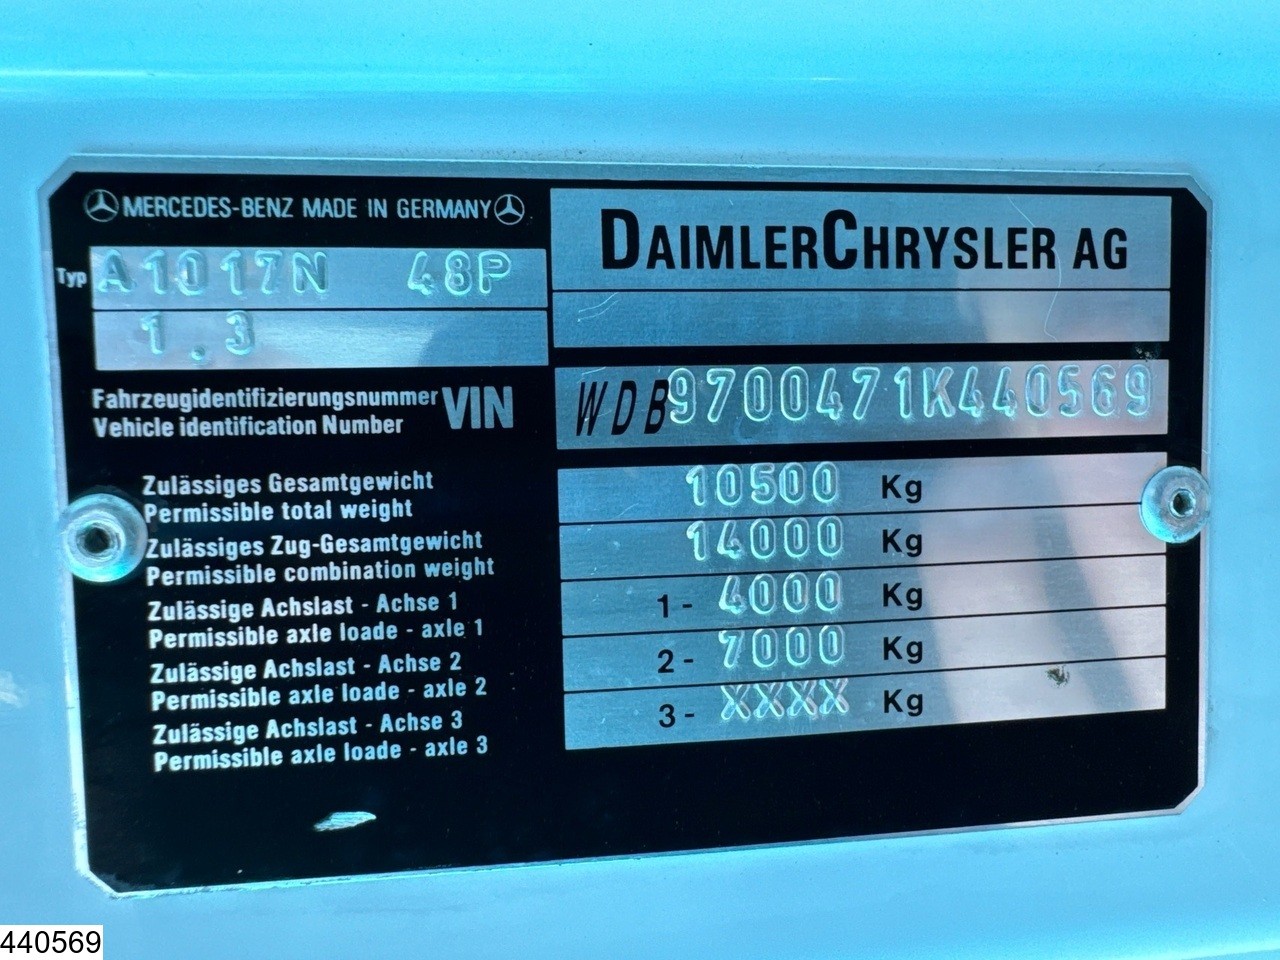 MERCEDES-BENZ MADE IN GERMANY
DAIMLERCHRYSLER AG
Typ A1017N 48P
1.3
Fahrzeugidentifizierungsnummer
Vehicle identification Number
VIN
WDB9700471K440569
Zulässiges Gesamtgewicht
Permissible total weight
10500 Kg
Zulässiges Zug-Gesamtgewicht
Permissible combination weight
14000 Kg
Zulässige Achslast - Achse 1
Permissible axle loade - axle 1
1- 4000 Kg
Zulässige Achslast - Achse 2
Permissible axle loade - axle 2
2- 7000 Kg
Zulässige Achslast - Achse 3
Permissible axle loade - axle 3
3- XXXX Kg
440569